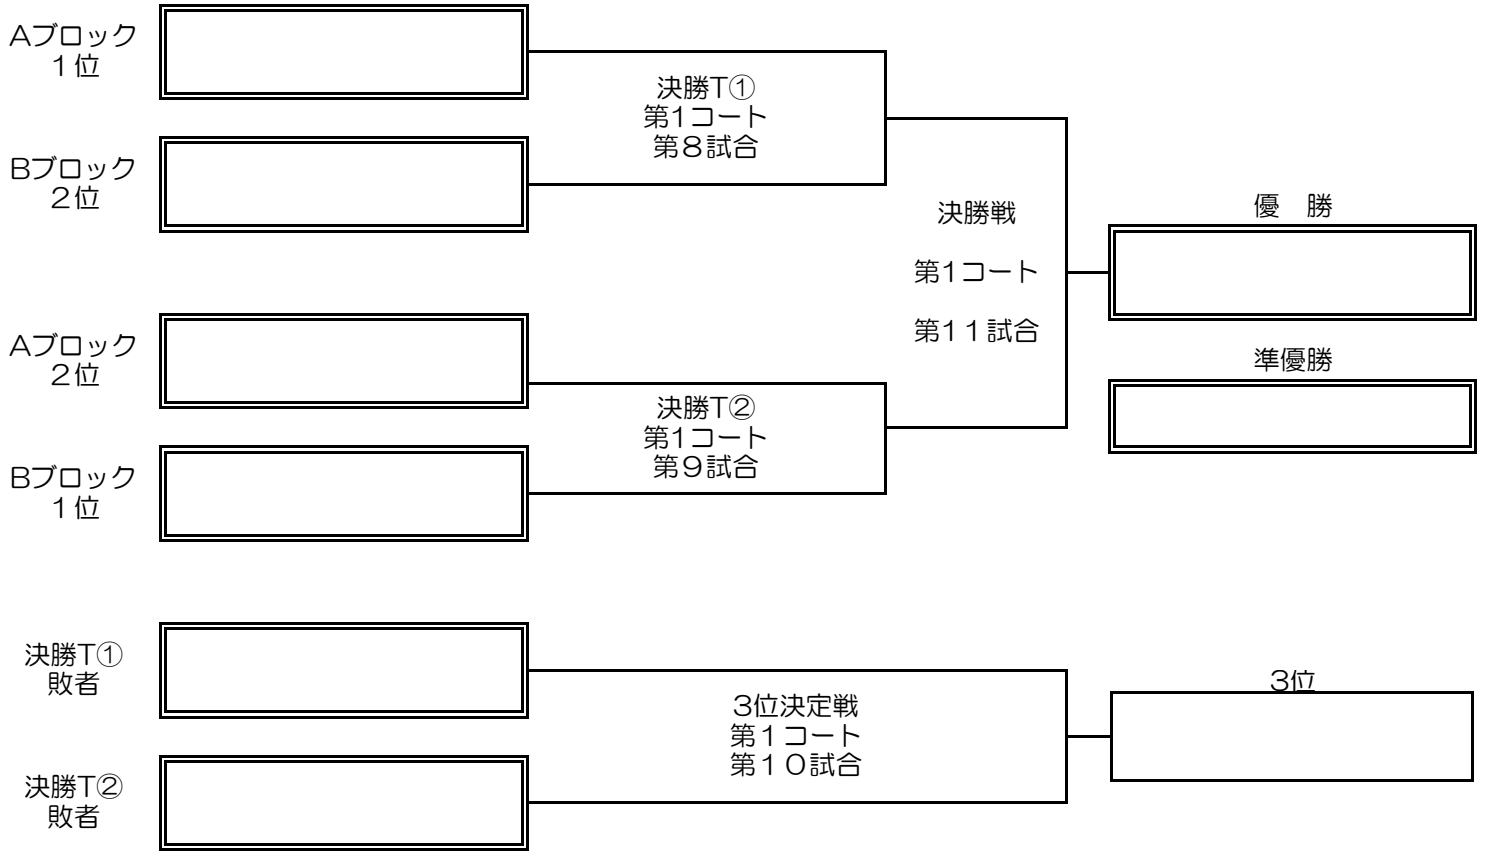 Aブロック
１位
決勝T①
第1コート
第８試合
Bブロック
２位
決勝戦
第1コート
第1１試合
優　勝
準優勝
Aブロック
２位
決勝T②
第1コート
第９試合
Bブロック
１位
決勝T①
敗者
3位決定戦
第１コート
第１０試合
3位
決勝T②
敗者